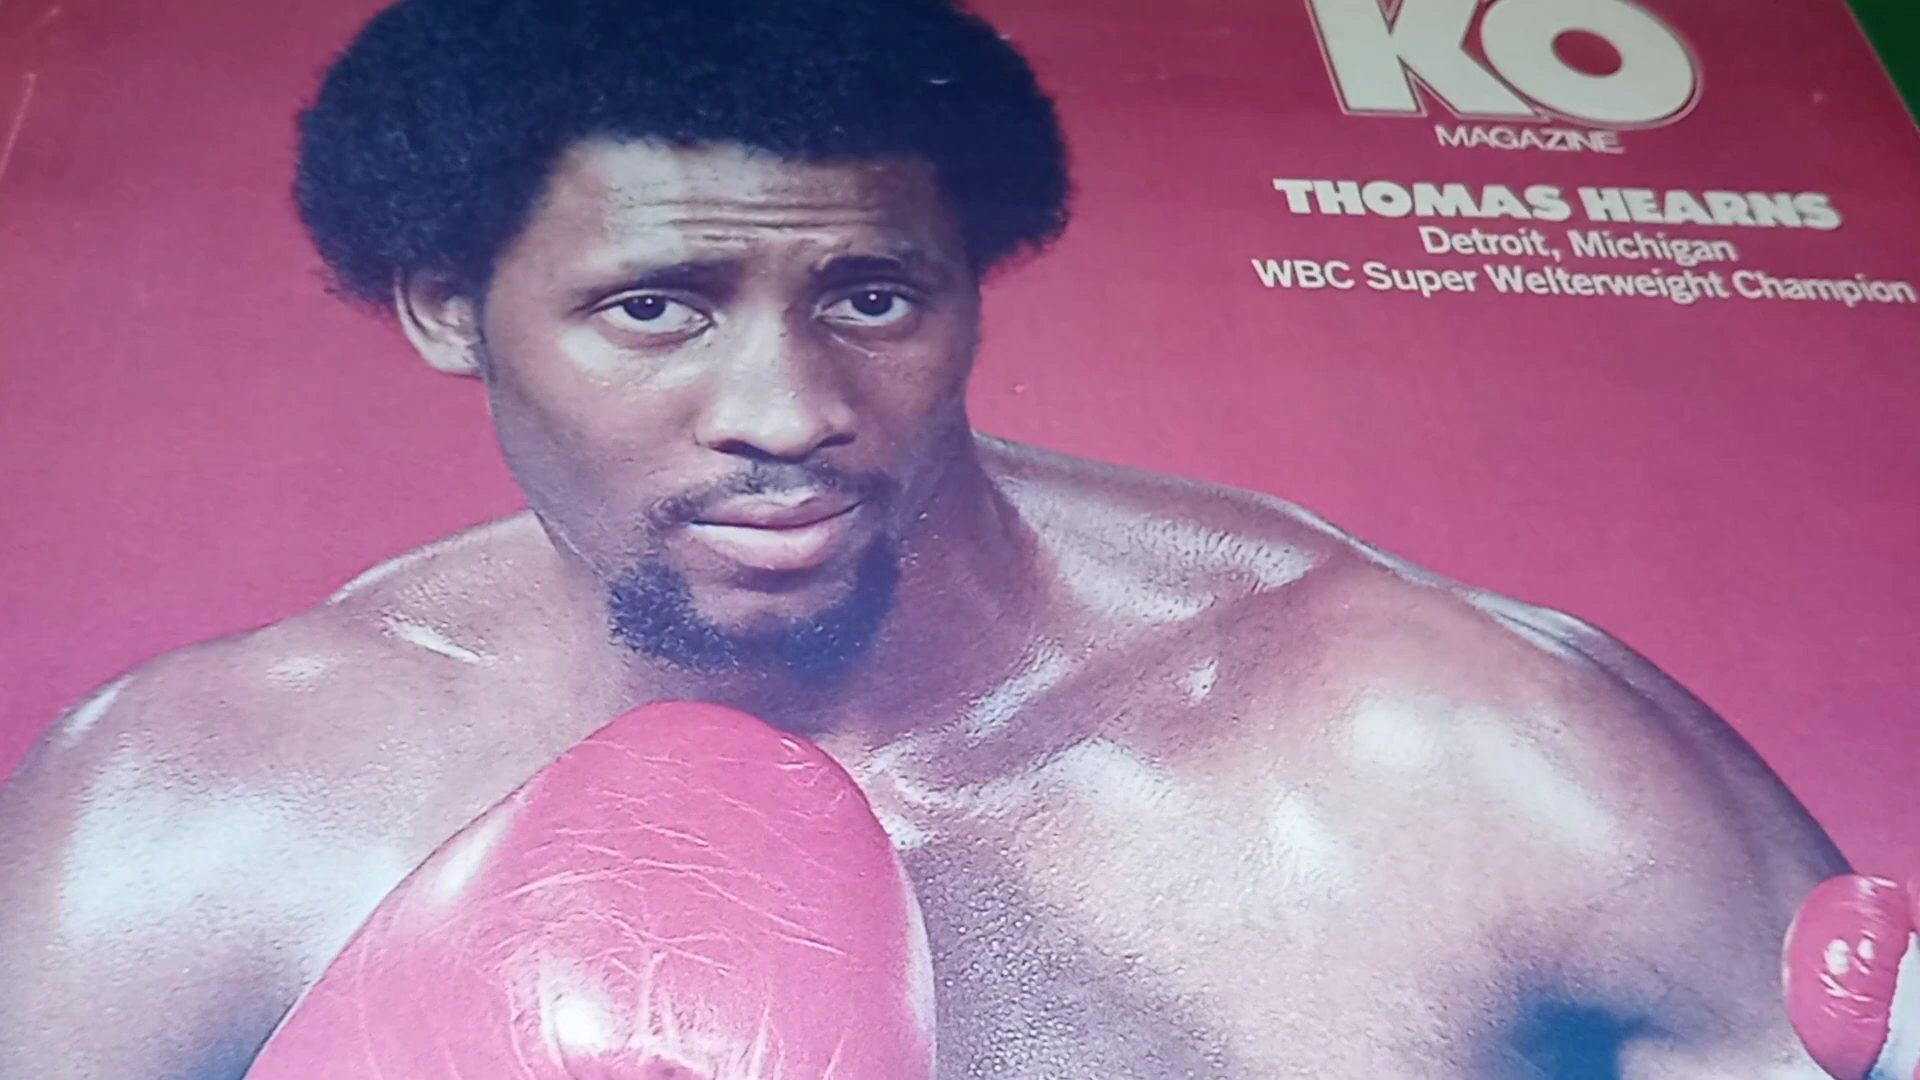 KO
MAGAZINE
THOMAS HEARNS
Detroit, Michigan
WBC Super Welterweight Champion